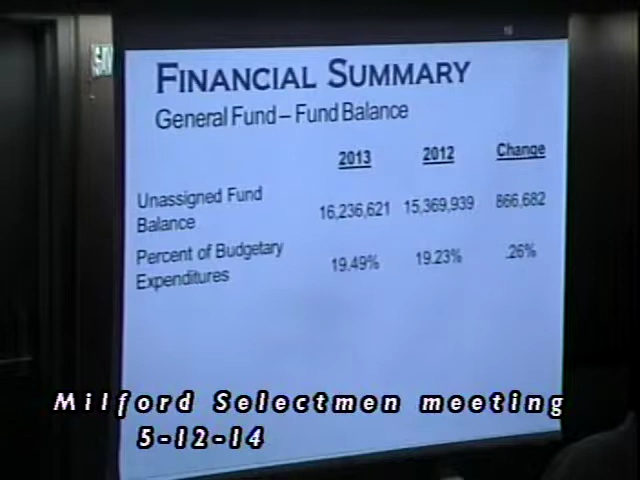 FINANCIAL SUMMARY
General Fund – Fund Balance
2013 2012 Change
Unassigned Fund
Balance 16,236,621 15,369,939 866,682
Percent of Budgetary
Expenditures 19.49% 19.23% .26%
Milford Selectmen meeting
5-12-14